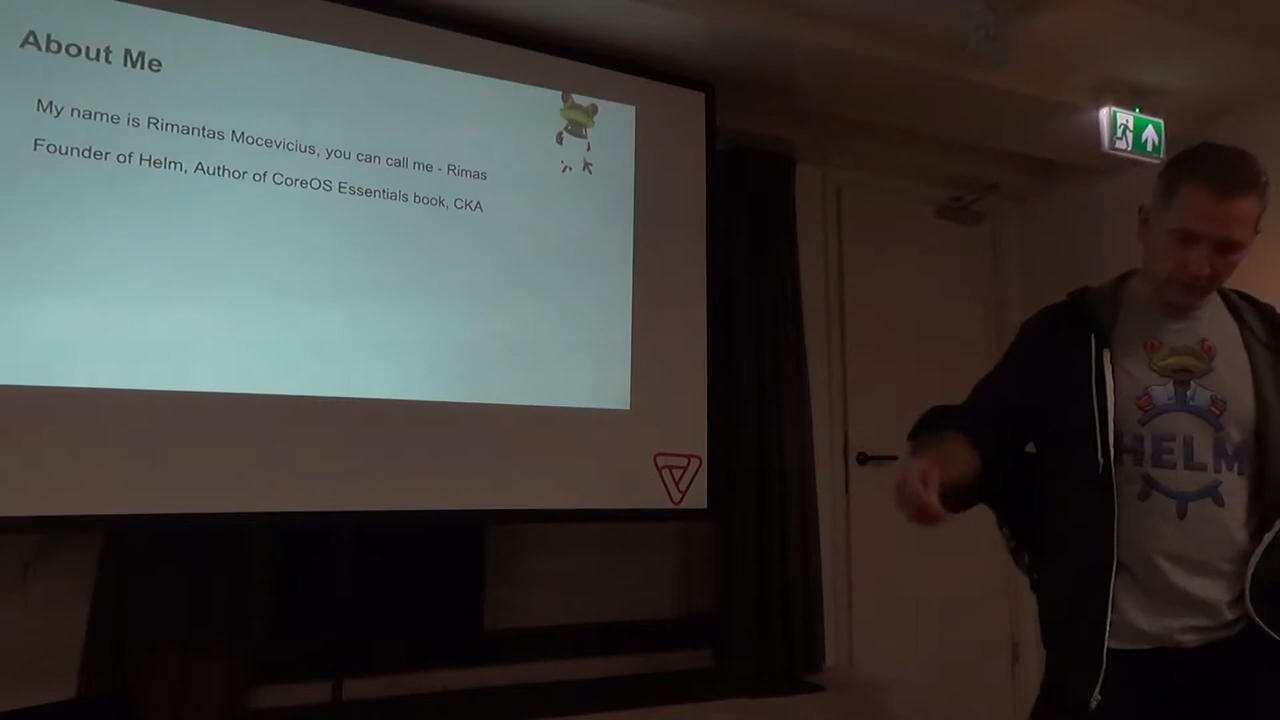 About Me
My name is Rimantas Mocevicius, you can call me - Rimas
Founder of Helm, Author of CoreOS Essentials book, CKA
HELM